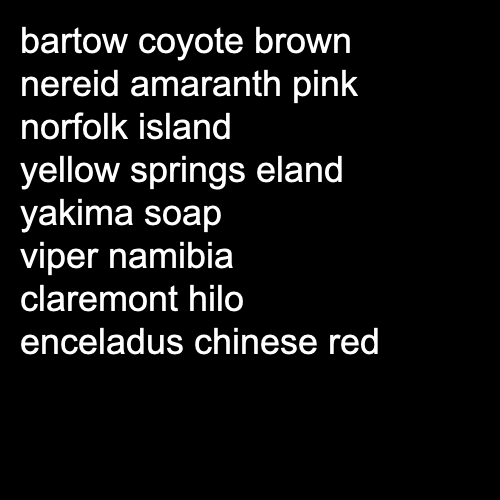 bartow coyote brown
nereid amaranth pink
norfolk island
yellow springs eland
yakima soap
viper namibia
claremont hilo
enceladus chinese red